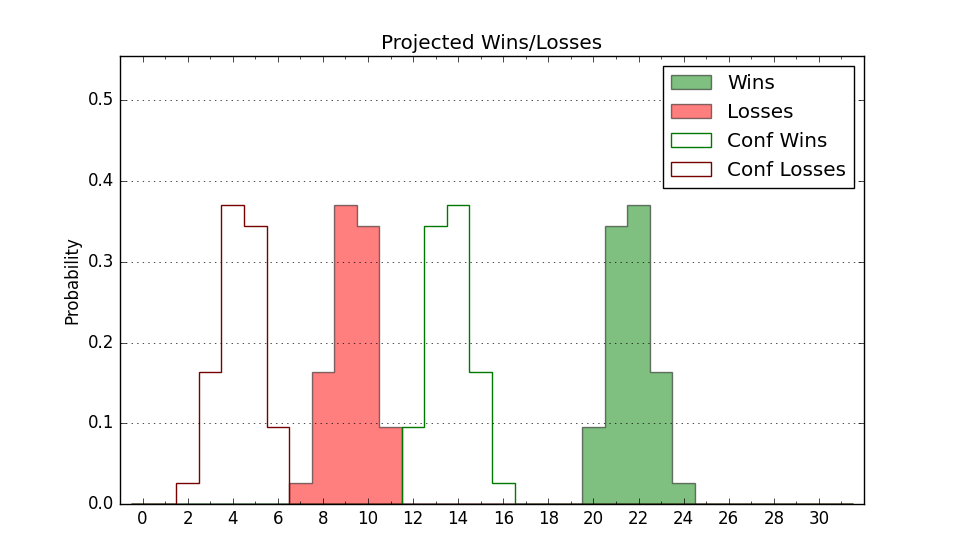 Projected Wins/Losses
Wins
Losses
Conf Wins
Conf Losses
Probability
0.5
0.4
0.3
0.2
0.1
0.0
0 2 4 6 8 10 12 14 16 18 20 22 24 26 28 30